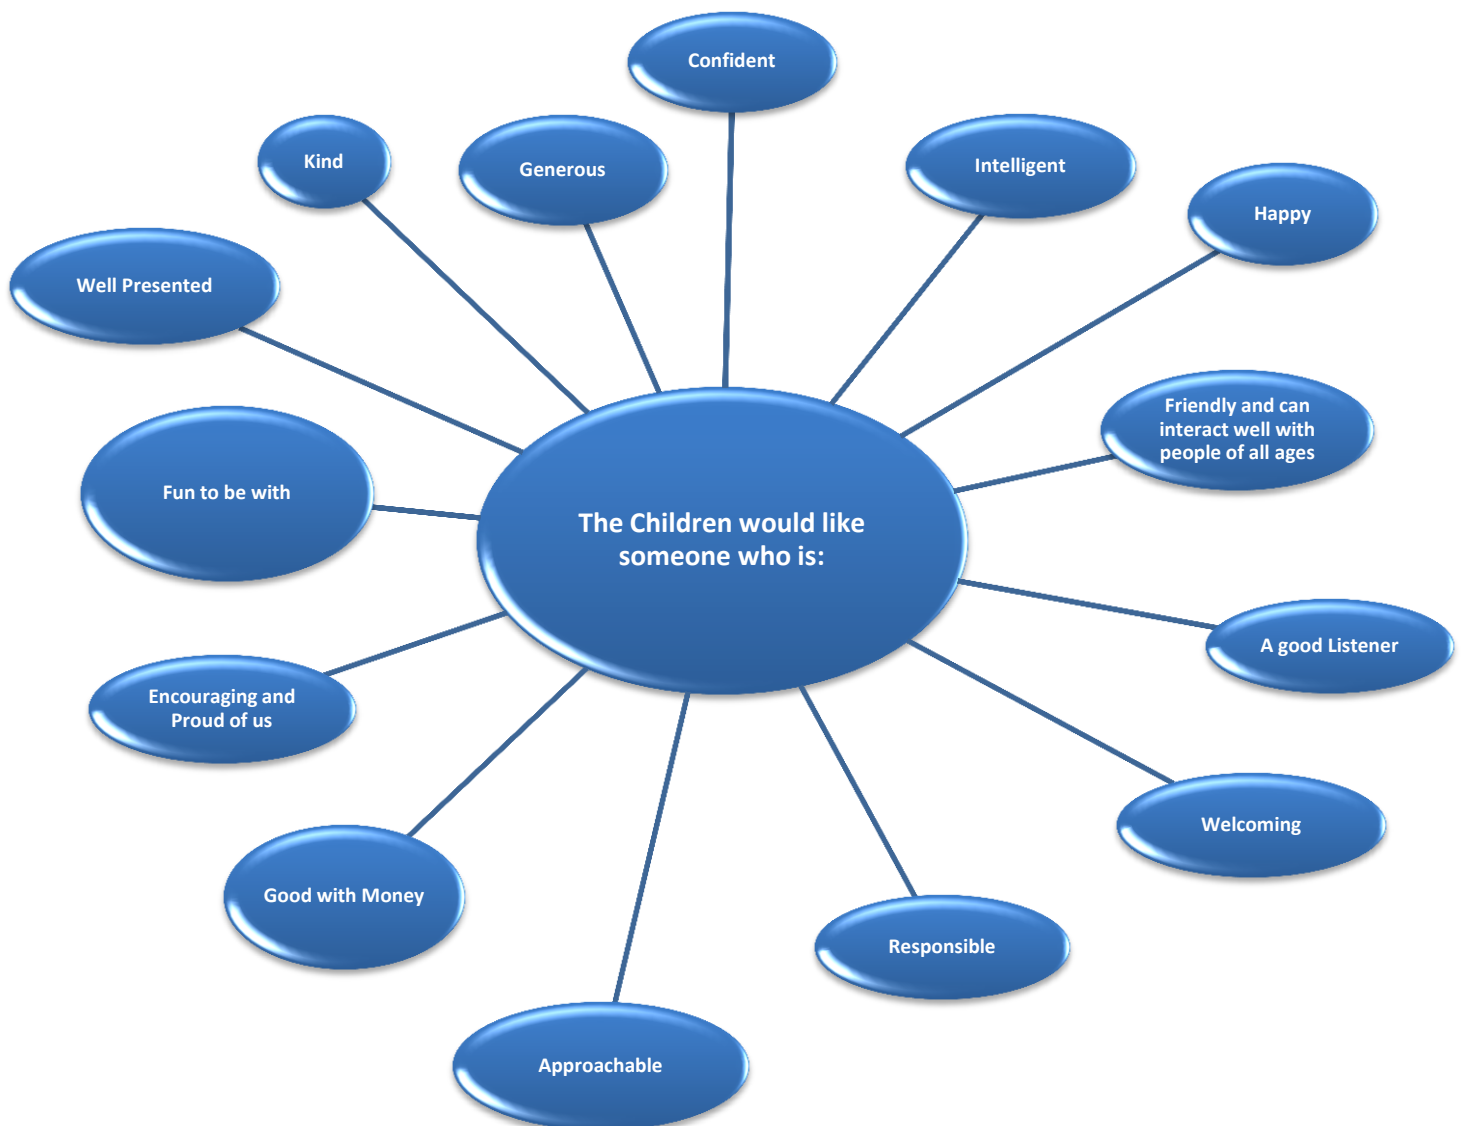 Confident
Kind
Generous
Intelligent
Happy
Well Presented
Friendly and can
interact well with
people of all ages
Fun to be with
The Children would like
someone who is:
A good Listener
Encouraging and
Proud of us
Welcoming
Good with Money
Responsible
Approachable